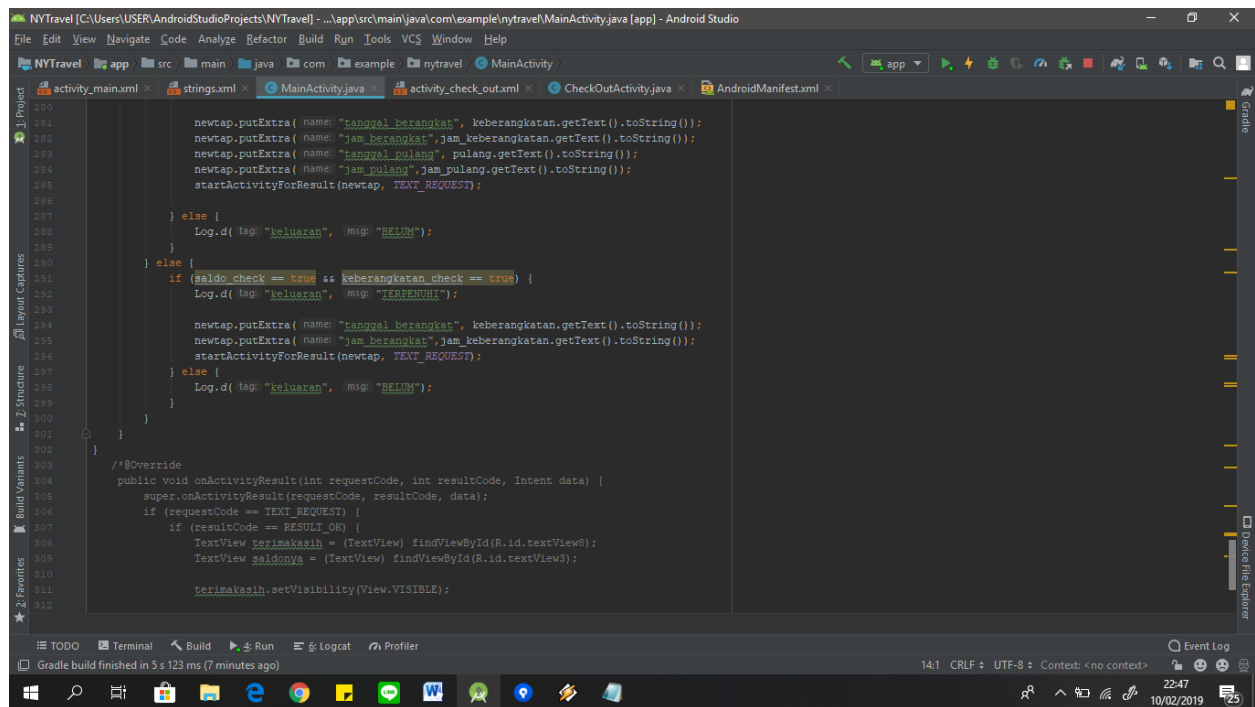 NYTravel [C:\Users\USER\AndroidStudioProjects\NYTravel] - ...\app\src\main\java\com\example\nytravel\MainActivity.java [app] - Android Studio
File Edit View Navigate Code Analyze Refactor Build Run Tools VCS Window Help
NYTravel app src main java com example nytravel MainActivity app
activity_main.xml strings.xml MainActivity.java activity_check_out.xml CheckOutActivity.java AndroidManifest.xml
1: Project
Layout Captures
7: Structure
Build Variants
2: Favorites
280
281 newtap.putExtra( name: "tanggal_berangkat", keberangkatan.getText().toString());
282 newtap.putExtra( name: "jam_berangkat",jam_keberangkatan.getText().toString());
283 newtap.putExtra( name: "tanggal_pulang", pulang.getText().toString());
284 newtap.putExtra( name: "jam_pulang",jam_pulang.getText().toString());
285 startActivityForResult(newtap, TEXT_REQUEST);
286
287 } else {
288 Log.d( tag: "keluaran", msg: "BELUM");
289 }
290 } else {
291 if (saldo_check == true && keberangkatan_check == true) {
292 Log.d( tag: "keluaran", msg: "TERPENUHI");
293
294 newtap.putExtra( name: "tanggal_berangkat", keberangkatan.getText().toString());
295 newtap.putExtra( name: "jam_berangkat",jam_keberangkatan.getText().toString());
296 startActivityForResult(newtap, TEXT_REQUEST);
297 } else {
298 Log.d( tag: "keluaran", msg: "BELUM");
299 }
300 }
301 }
302 }
303 /*@Override
304 public void onActivityResult(int requestCode, int resultCode, Intent data) {
305 super.onActivityResult(requestCode, resultCode, data);
306 if (requestCode == TEXT_REQUEST) {
307 if (resultCode == RESULT_OK) {
308 TextView terimakasih = (TextView) findViewById(R.id.textView8);
309 TextView saldonya = (TextView) findViewById(R.id.textView3);
310
311 terimakasih.setVisibility(View.VISIBLE);
312
Gradle
Device File Explorer
TODO Terminal Build 4: Run 6: Logcat Profiler Event Log
Gradle build finished in 5 s 123 ms (7 minutes ago) 14:1 CRLF UTF-8 Context: <no context>
22:47
10/02/2019
25